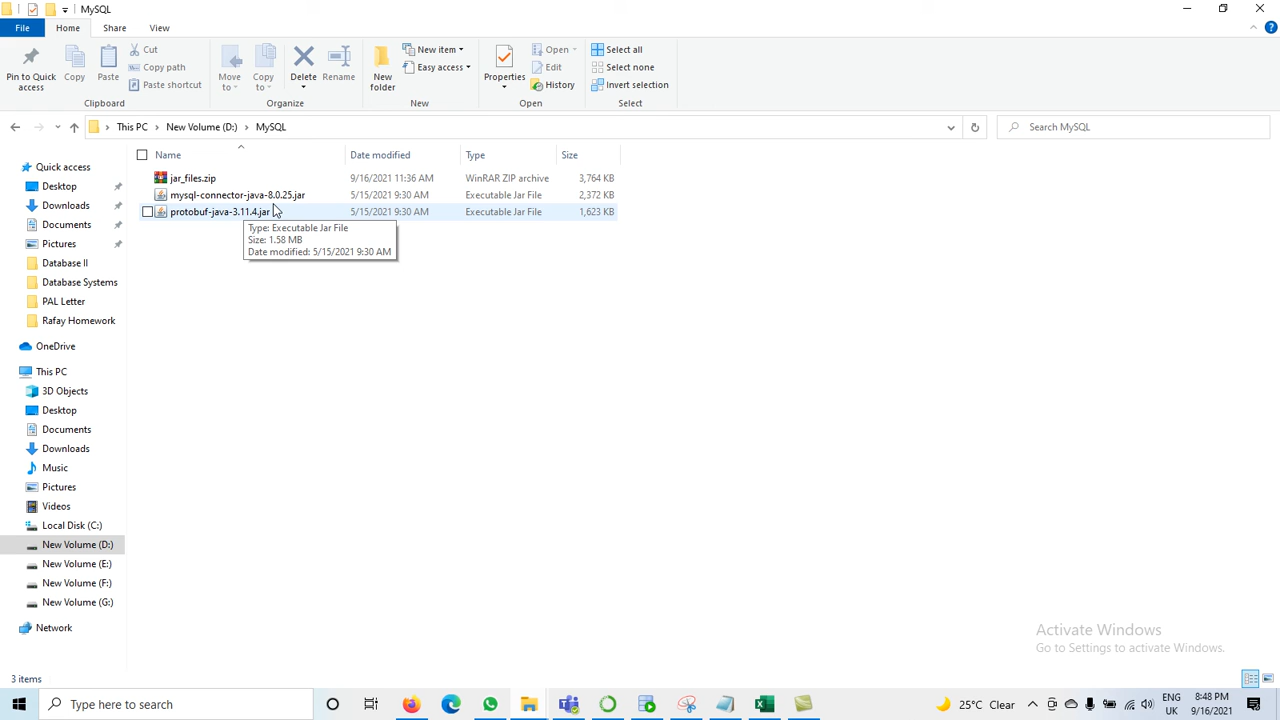 MySQL
File Home Share View
Pin to Quick access
Copy
Paste
Cut
Copy path
Paste shortcut
Clipboard
Move to
Copy to
Delete
Rename
Organize
New folder
New item
Easy access
New
Properties
Open
Edit
History
Open
Select all
Select none
Invert selection
Select
This PC > New Volume (D:) > MySQL
Search MySQL
Name Date modified Type Size
jar_files.zip 9/16/2021 11:36 AM WinRAR ZIP archive 3,764 KB
mysql-connector-java-8.0.25.jar 5/15/2021 9:30 AM Executable Jar File 2,372 KB
protobuf-java-3.11.4.jar 5/15/2021 9:30 AM Executable Jar File 1,623 KB
Type: Executable Jar File
Size: 1.58 MB
Date modified: 5/15/2021 9:30 AM
Quick access
Desktop
Downloads
Documents
Pictures
Database II
Database Systems
PAL Letter
Rafay Homework
OneDrive
This PC
3D Objects
Desktop
Documents
Downloads
Music
Pictures
Videos
Local Disk (C:)
New Volume (D:)
New Volume (E:)
New Volume (F:)
New Volume (G:)
Network
Activate Windows
Go to Settings to activate Windows.
3 items
Type here to search
25°C Clear
ENG
UK
8:48 PM
9/16/2021